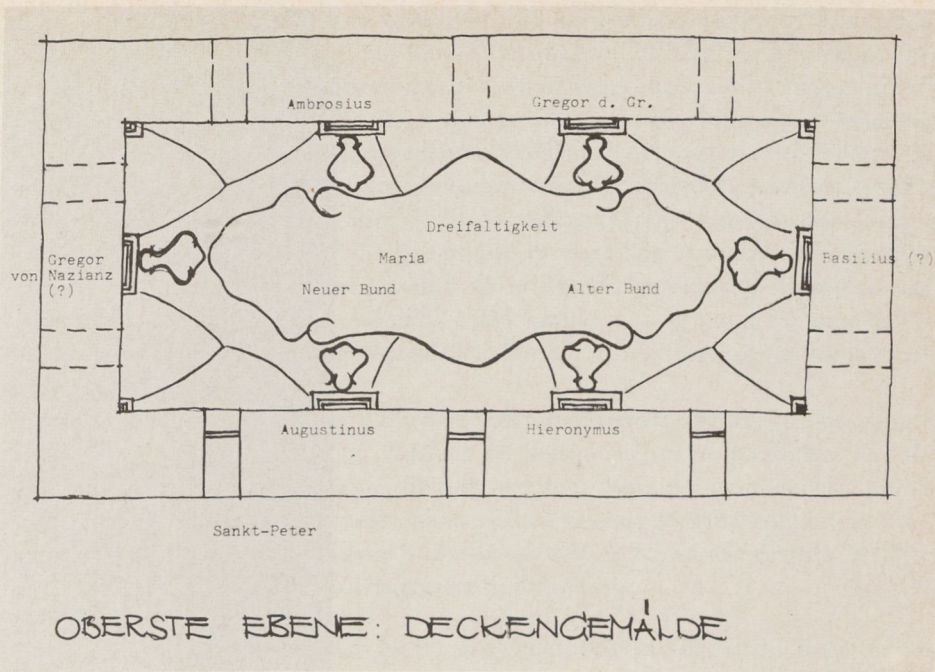 Ambrosius
Gregor d. Gr.
Dreifaltigkeit
Maria
Gregor
von Nazianz
(?)
Basilius (?)
Neuer Bund
Alter Bund
Augustinus
Hieronymus
Sankt-Peter
OBERSTE EBENE: DECKENGEMÄLDE